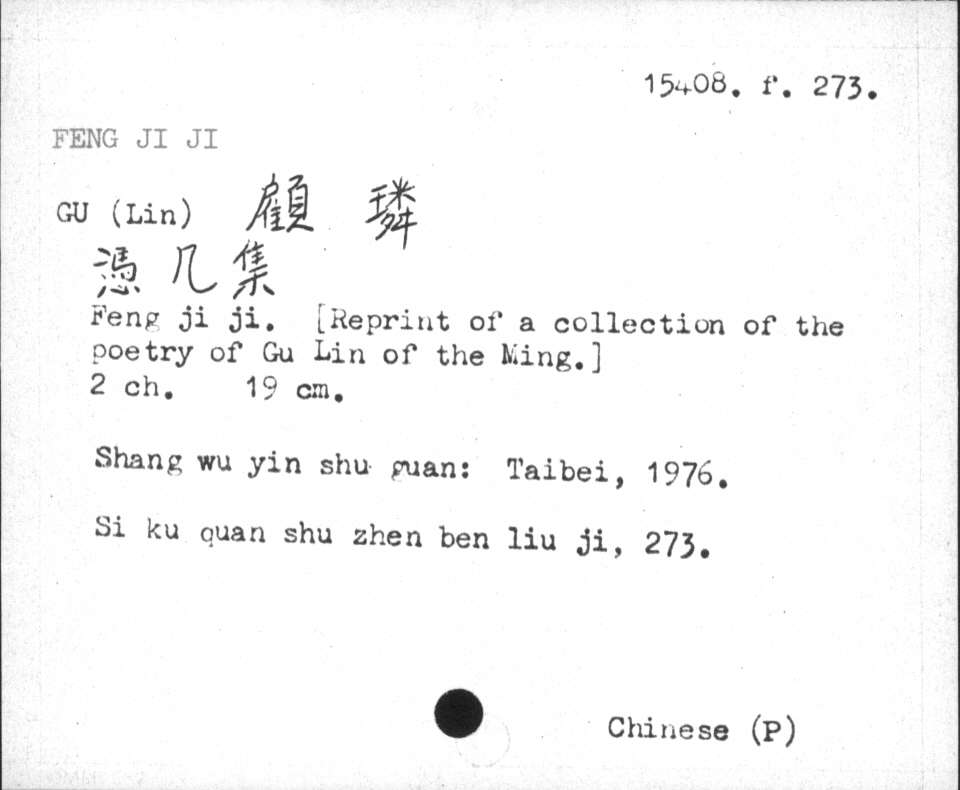 15408. f. 273.
FENG JI JI
GU (Lin) 顧 璘
憑 几 集
Feng ji ji. [Reprint of a collection of the
poetry of Gu Lin of the Ming.]
2 ch. 19 cm.
Shang wu yin shu guan: Taibei, 1976.
Si ku quan shu zhen ben liu ji, 273.
Chinese (P)